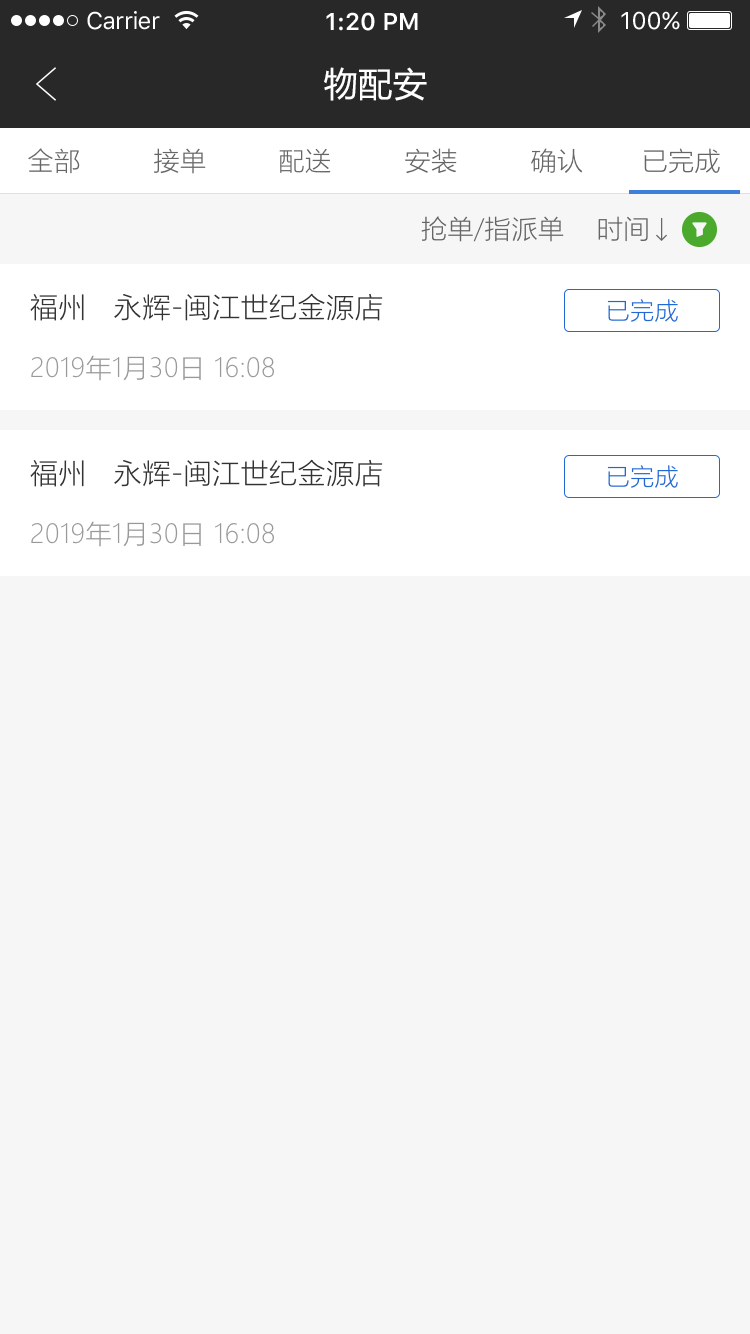 Carrier 1:20 PM 100%
物配安
全部 接单 配送 安装 确认 已完成
抢单/指派单 时间↓
福州 永辉-闽江世纪金源店 已完成
2019年1月30日 16:08
福州 永辉-闽江世纪金源店 已完成
2019年1月30日 16:08